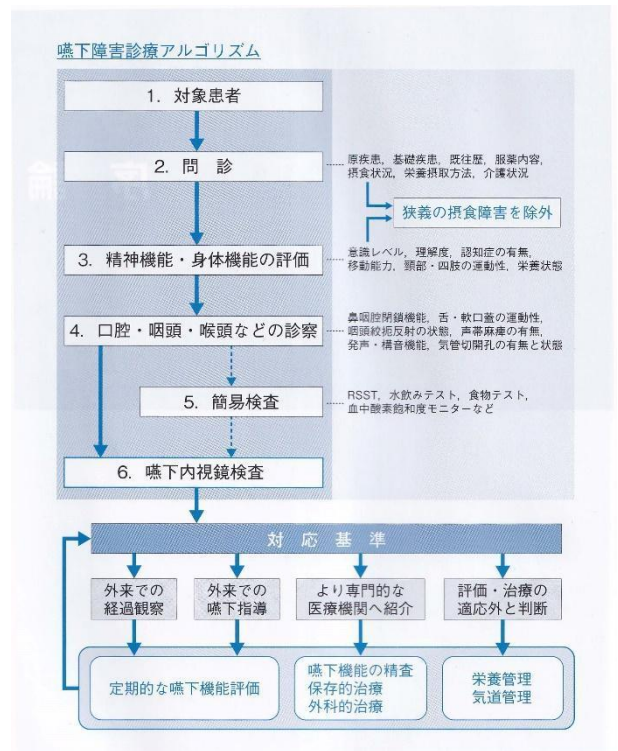 嚥下障害診療アルゴリズム
1. 対象患者
2. 問 診
原疾患，基礎疾患，既往歴，服薬内容，
摂食状況，栄養摂取方法，介護状況
狭義の摂食障害を除外
3. 精神機能・身体機能の評価
意識レベル，理解度，認知症の有無，
移動能力，頸部・四肢の運動性，栄養状態
4. 口腔・咽頭・喉頭などの診察
鼻咽腔閉鎖機能，舌・軟口蓋の運動性，
咽頭絞扼反射の状態，声帯麻痺の有無，
発声・構音機能，気管切開孔の有無と状態
5. 簡易検査
RSST，水飲みテスト，食物テスト，
血中酸素飽和度モニターなど
6. 嚥下内視鏡検査
対 応 基 準
外来での
経過観察
外来での
嚥下指導
より専門的な
医療機関へ紹介
評価・治療の
適応外と判断
定期的な嚥下機能評価
嚥下機能の精査
保存的治療
外科的治療
栄養管理
気道管理